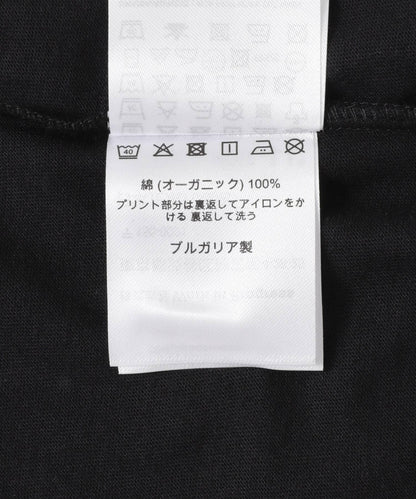 40
綿 (オーガニック) 100%
プリント部分は裏返してアイロンをか
ける 裏返して洗う
ブルガリア製